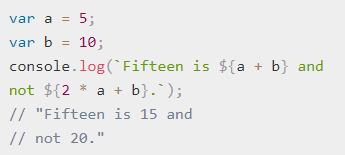 var a = 5;
var b = 10;
console.log(`Fifteen is ${a + b} and
not ${2 * a + b}.`);
// "Fifteen is 15 and
// not 20."